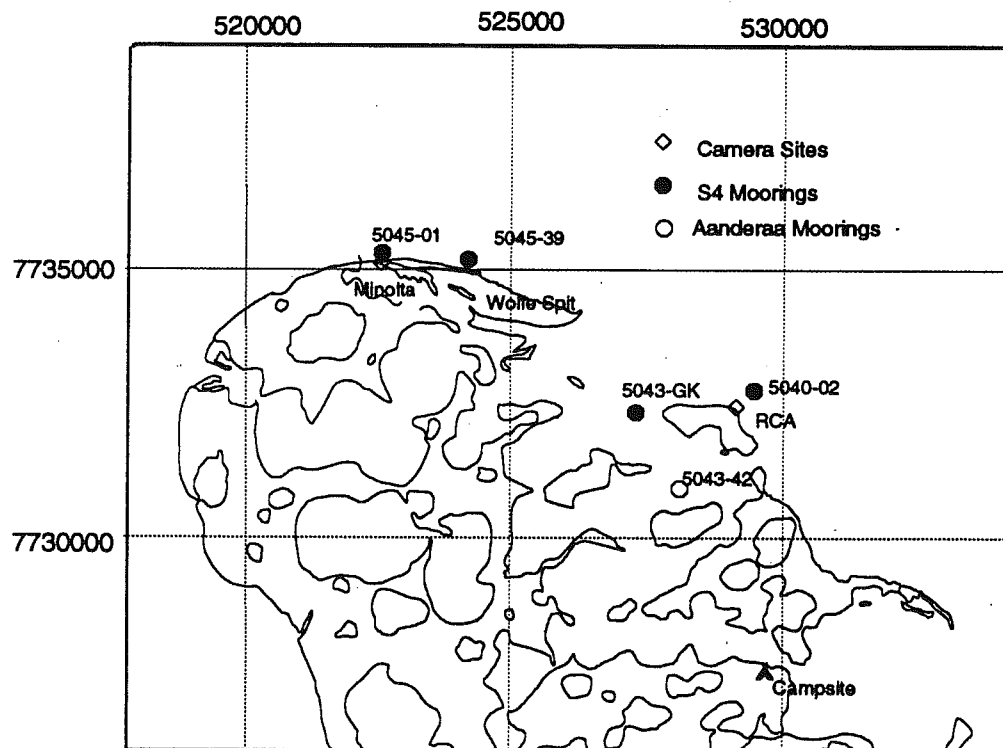 520000 525000 530000
Camera Sites
S4 Moorings
Aanderaa Moorings
5045-01 5045-39
7735000
Minolta
Wolfe Spit
5043-GK 5040-02
RCA
5043-42
7730000
Campsite